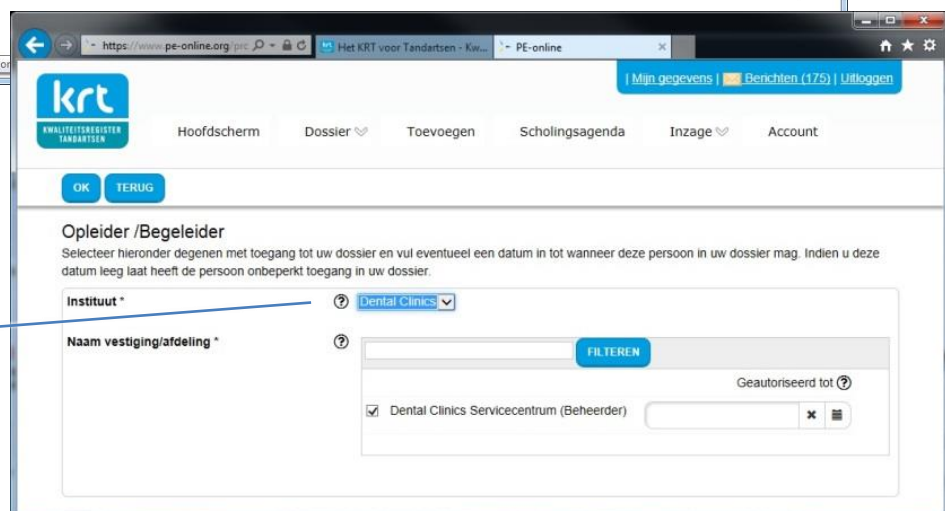 https://www.pe-online.org/prc
Het KRT voor Tandartsen - Kw...
PE-online
or
| Mijn gegevens | Berichten (175) | Uitloggen
krt
KWALITEITSREGISTER
TANDARTSEN
Hoofdscherm Dossier Toevoegen Scholingsagenda Inzage Account
OK TERUG
Opleider /Begeleider
Selecteer hieronder degenen met toegang tot uw dossier en vul eventueel een datum in tot wanneer deze persoon in uw dossier mag. Indien u deze
datum leeg laat heeft de persoon onbeperkt toegang in uw dossier.
Instituut * ? Dental Clinics
Naam vestiging/afdeling * ? FILTEREN
Geautoriseerd tot ?
Dental Clinics Servicecentrum (Beheerder)